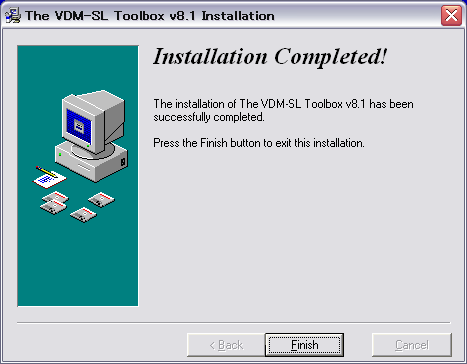 The VDM-SL Toolbox v8.1 Installation
Installation Completed!
The installation of The VDM-SL Toolbox v8.1 has been
successfully completed.
Press the Finish button to exit this installation.
< Back
Finish
Cancel